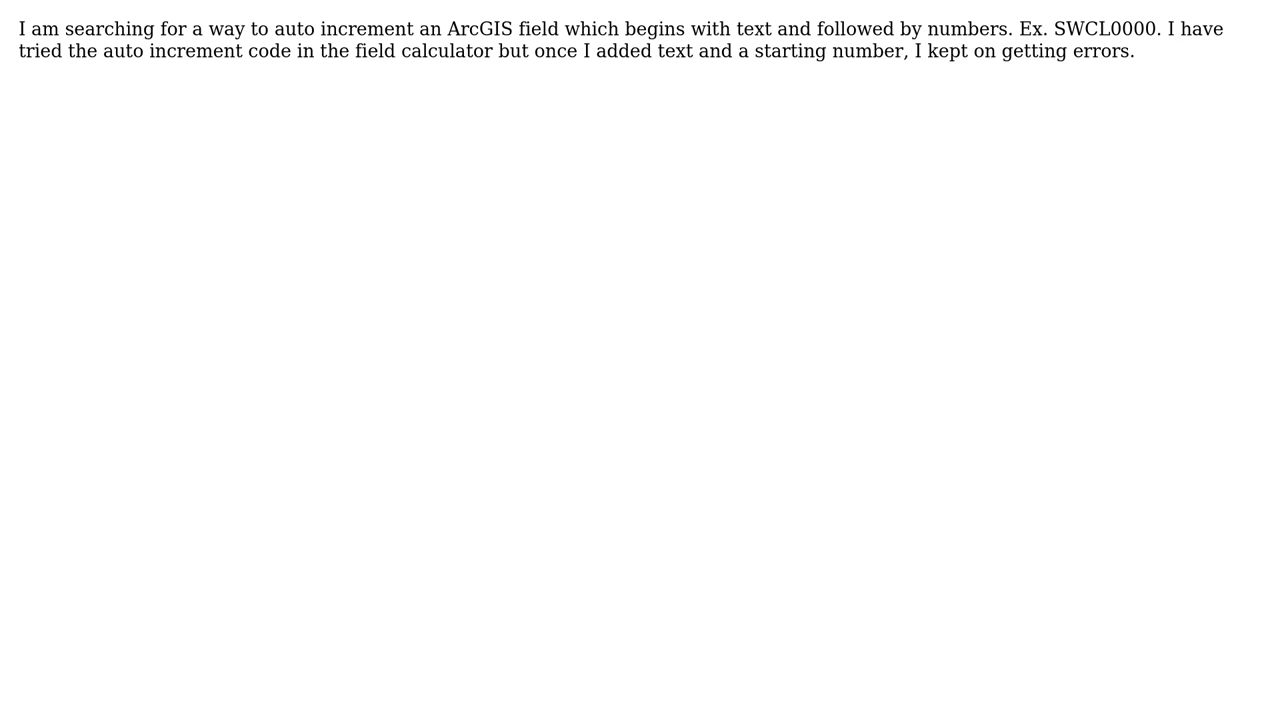 I am searching for a way to auto increment an ArcGIS field which begins with text and followed by numbers. Ex. SWCL0000. I have
tried the auto increment code in the field calculator but once I added text and a starting number, I kept on getting errors.